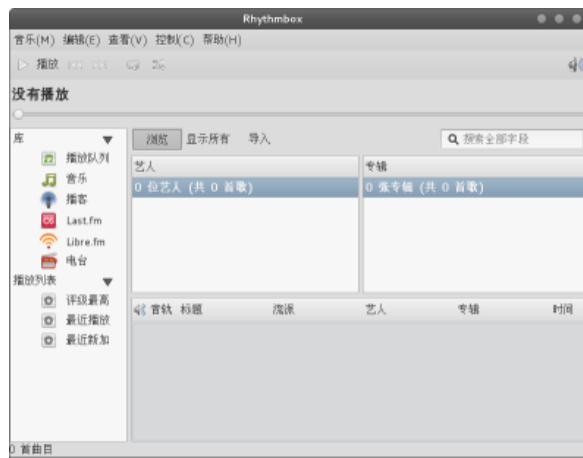 Rhythmbox
音乐(M) 编辑(E) 查看(V) 控制(C) 帮助(H)
播放
没有播放
库
播放队列
音乐
播客
Last.fm
Libre.fm
电台
播放列表
评级最高
最近播放
最近新加
浏览 显示所有 导入 搜索全部字段
艺人 专辑
0 位艺人 (共 0 首歌) 0 张专辑 (共 0 首歌)
音轨 标题 流派 艺人 专辑 时间
0 首曲目